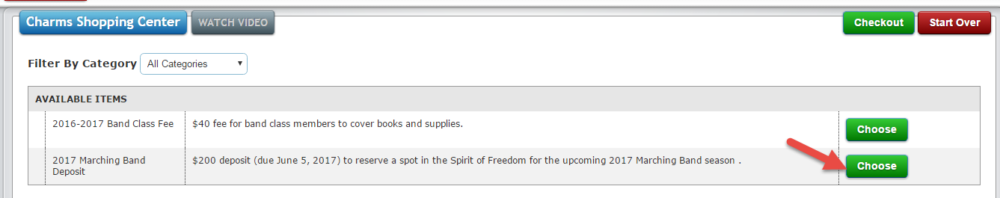 Charms Shopping Center WATCH VIDEO Checkout Start Over
Filter By Category All Categories
AVAILABLE ITEMS
2016-2017 Band Class Fee $40 fee for band class members to cover books and supplies. Choose
2017 Marching Band Deposit $200 deposit (due June 5, 2017) to reserve a spot in the Spirit of Freedom for the upcoming 2017 Marching Band season . Choose